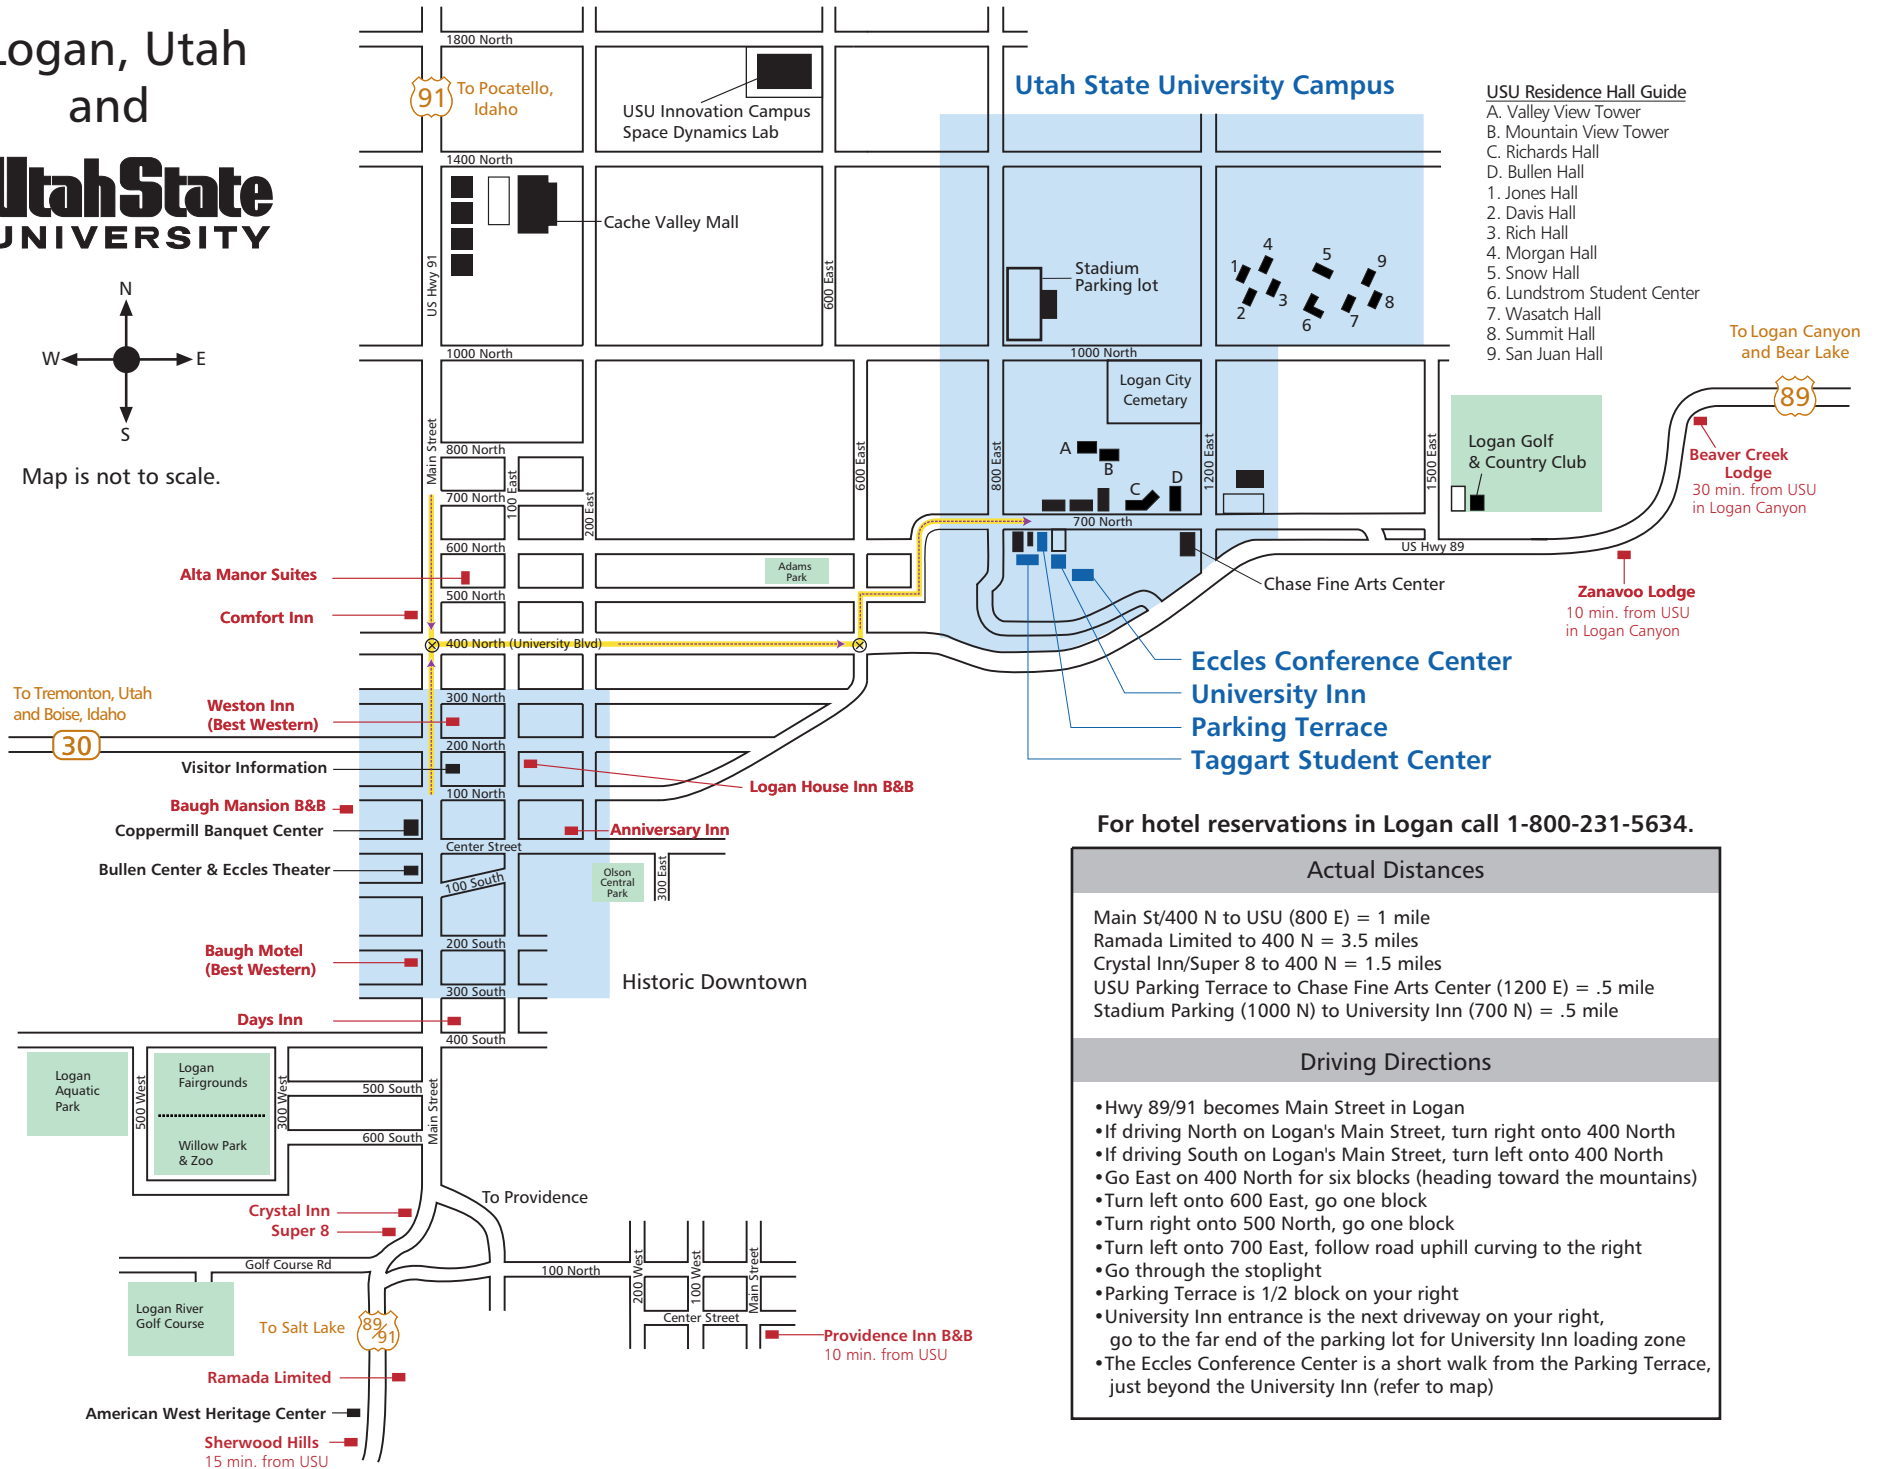 Logan, Utah
and
UtahState
UNIVERSITY
N
W
E
S
Map is not to scale.
1800 North
91
To Pocatello,
Idaho
USU Innovation Campus
Space Dynamics Lab
Utah State University Campus
USU Residence Hall Guide
A. Valley View Tower
B. Mountain View Tower
C. Richards Hall
D. Bullen Hall
1. Jones Hall
2. Davis Hall
3. Rich Hall
4. Morgan Hall
5. Snow Hall
6. Lundstrom Student Center
7. Wasatch Hall
8. Summit Hall
9. San Juan Hall
1400 North
Cache Valley Mall
US Hwy 91
600 East
Stadium
Parking lot
1
2
3
4
5
6
7
8
9
To Logan Canyon
and Bear Lake
89
1000 North
1000 North
Logan City
Cemetary
Main Street
800 North
100 East
200 East
700 North
600 East
800 East
1200 East
1500 East
A
B
C
D
Logan Golf
& Country Club
Beaver Creek
Lodge
30 min. from USU
in Logan Canyon
700 North
US Hwy 89
600 North
Adams
Park
Chase Fine Arts Center
Zanavoo Lodge
10 min. from USU
in Logan Canyon
Alta Manor Suites
500 North
Comfort Inn
400 North (University Blvd)
Eccles Conference Center
University Inn
Parking Terrace
Taggart Student Center
To Tremonton, Utah
and Boise, Idaho
30
300 North
Weston Inn
(Best Western)
200 North
Visitor Information
Logan House Inn B&B
100 North
Baugh Mansion B&B
Coppermill Banquet Center
Anniversary Inn
Center Street
Bullen Center & Eccles Theater
100 South
Olson
Central
Park
300 East
200 South
Baugh Motel
(Best Western)
Historic Downtown
300 South
Days Inn
400 South
Logan
Aquatic
Park
500 West
Logan
Fairgrounds
Willow Park
& Zoo
300 West
500 South
600 South
Main Street
To Providence
Crystal Inn
Super 8
Golf Course Rd
100 North
200 West
100 West
Main Street
Center Street
Logan River
Golf Course
To Salt Lake
89/91
Providence Inn B&B
10 min. from USU
Ramada Limited
American West Heritage Center
Sherwood Hills
15 min. from USU
For hotel reservations in Logan call 1-800-231-5634.
Actual Distances
Main St/400 N to USU (800 E) = 1 mile
Ramada Limited to 400 N = 3.5 miles
Crystal Inn/Super 8 to 400 N = 1.5 miles
USU Parking Terrace to Chase Fine Arts Center (1200 E) = .5 mile
Stadium Parking (1000 N) to University Inn (700 N) = .5 mile
Driving Directions
•Hwy 89/91 becomes Main Street in Logan
•If driving North on Logan's Main Street, turn right onto 400 North
•If driving South on Logan's Main Street, turn left onto 400 North
•Go East on 400 North for six blocks (heading toward the mountains)
•Turn left onto 600 East, go one block
•Turn right onto 500 North, go one block
•Turn left onto 700 East, follow road uphill curving to the right
•Go through the stoplight
•Parking Terrace is 1/2 block on your right
•University Inn entrance is the next driveway on your right,
go to the far end of the parking lot for University Inn loading zone
•The Eccles Conference Center is a short walk from the Parking Terrace,
just beyond the University Inn (refer to map)